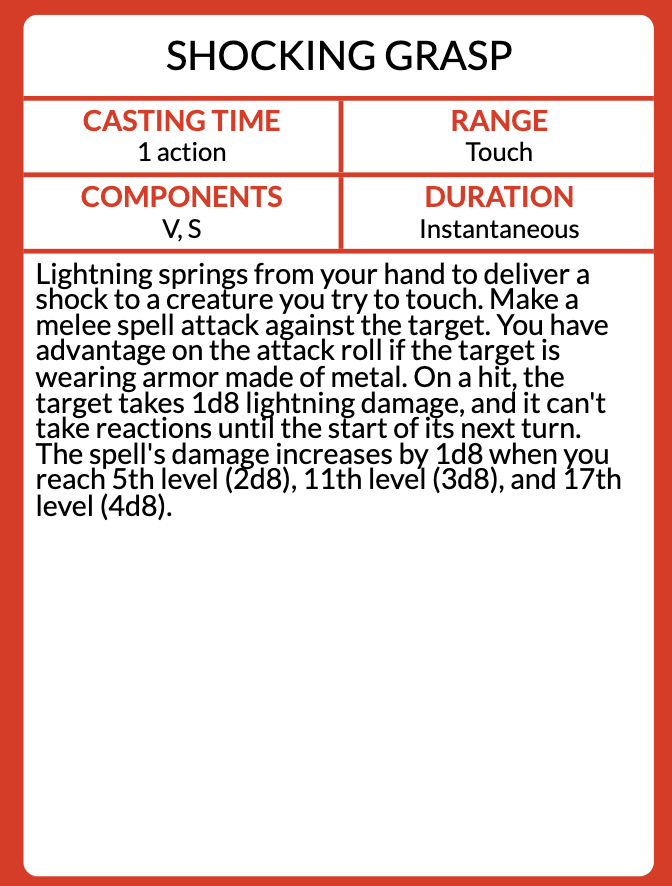 SHOCKING GRASP
CASTING TIME
1 action
RANGE
Touch
COMPONENTS
V, S
DURATION
Instantaneous
Lightning springs from your hand to deliver a
shock to a creature you try to touch. Make a
melee spell attack against the target. You have
advantage on the attack roll if the target is
wearing armor made of metal. On a hit, the
target takes 1d8 lightning damage, and it can't
take reactions until the start of its next turn.
The spell's damage increases by 1d8 when you
reach 5th level (2d8), 11th level (3d8), and 17th
level (4d8).